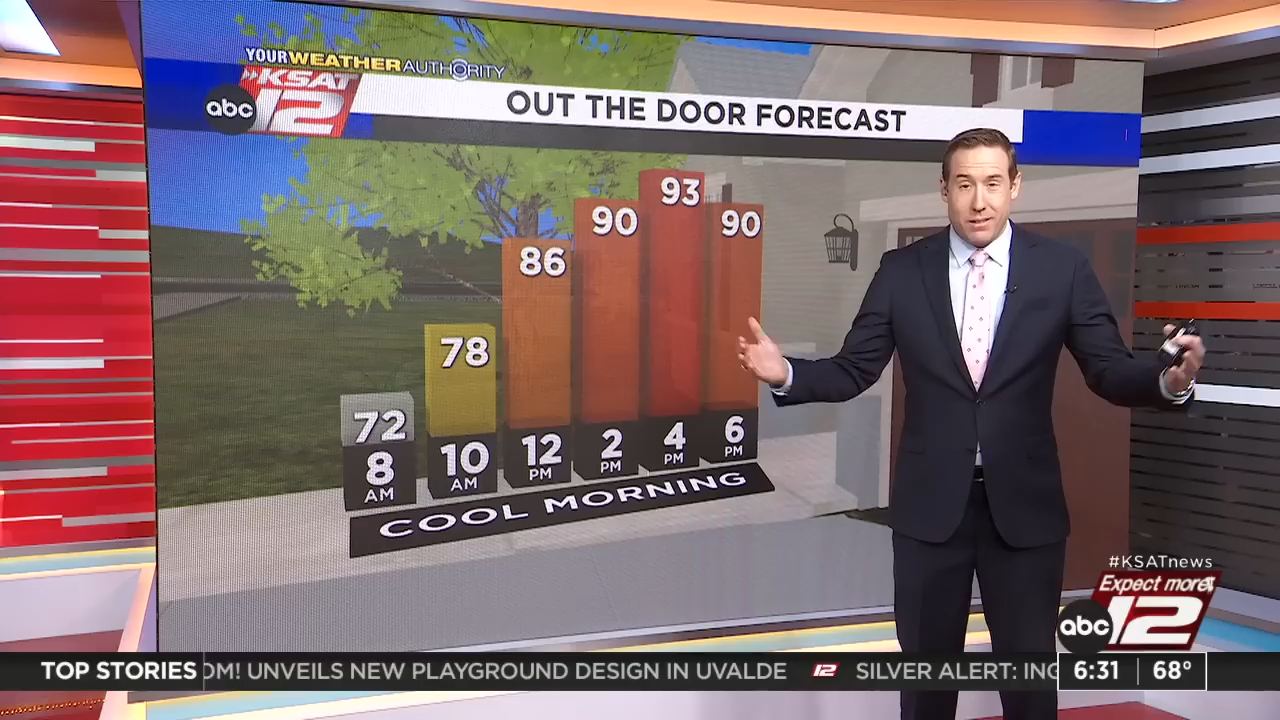 YOUR WEATHER AUTHORITY
KSAT
abc 12
OUT THE DOOR FORECAST
93
90
90
86
78
72
8 AM
10 AM
12 PM
2 PM
4 PM
6 PM
COOL MORNING
#KSATnews
Expect more
abc 12
TOP STORIES
OM! UNVEILS NEW PLAYGROUND DESIGN IN UVALDE 12 SILVER ALERT: ING
6:31 68°